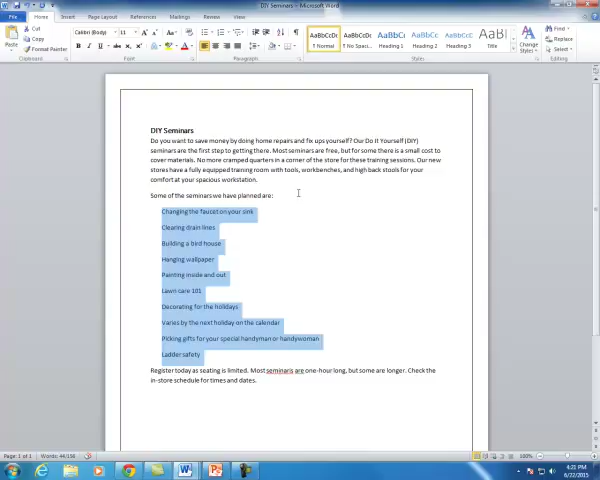 DIY Seminars - Microsoft Word
File
Home
Insert
Page Layout
References
Mailings
Review
View
Paste
Cut
Copy
Format Painter
Clipboard
Calibri (Body)
11
Font
Paragraph
AaBbCcDc
¶ Normal
AaBbCcDc
¶ No Spaci...
AaBbCc
Heading 1
AaBbCc
Heading 2
AaBbCc
Heading 3
AaBl
Title
Styles
Change
Styles
Find
Replace
Select
Editing
DIY Seminars
Do you want to save money by doing home repairs and fix ups yourself? Our Do It Yourself (DIY)
seminars are the first step to getting there. Most seminars are free, but for some there is a small cost to
cover materials. No more cramped quarters in a corner of the store for these training sessions. Our new
stores have a fully equipped training room with tools, workbenches, and high back stools for your
comfort at your spacious workstation.
Some of the seminars we have planned are:
Changing the faucet on your sink
Clearing drain lines
Building a bird house
Hanging wallpaper
Painting inside and out
Lawn care 101
Decorating for the holidays
Varies by the next holiday on the calendar
Picking gifts for your special handyman or handywoman
Ladder safety
Register today as seating is limited. Most seminaris are one-hour long, but some are longer. Check the
in-store schedule for times and dates.
Page: 1 of 1
Words: 44/158
100%
4:21 PM
6/22/2015